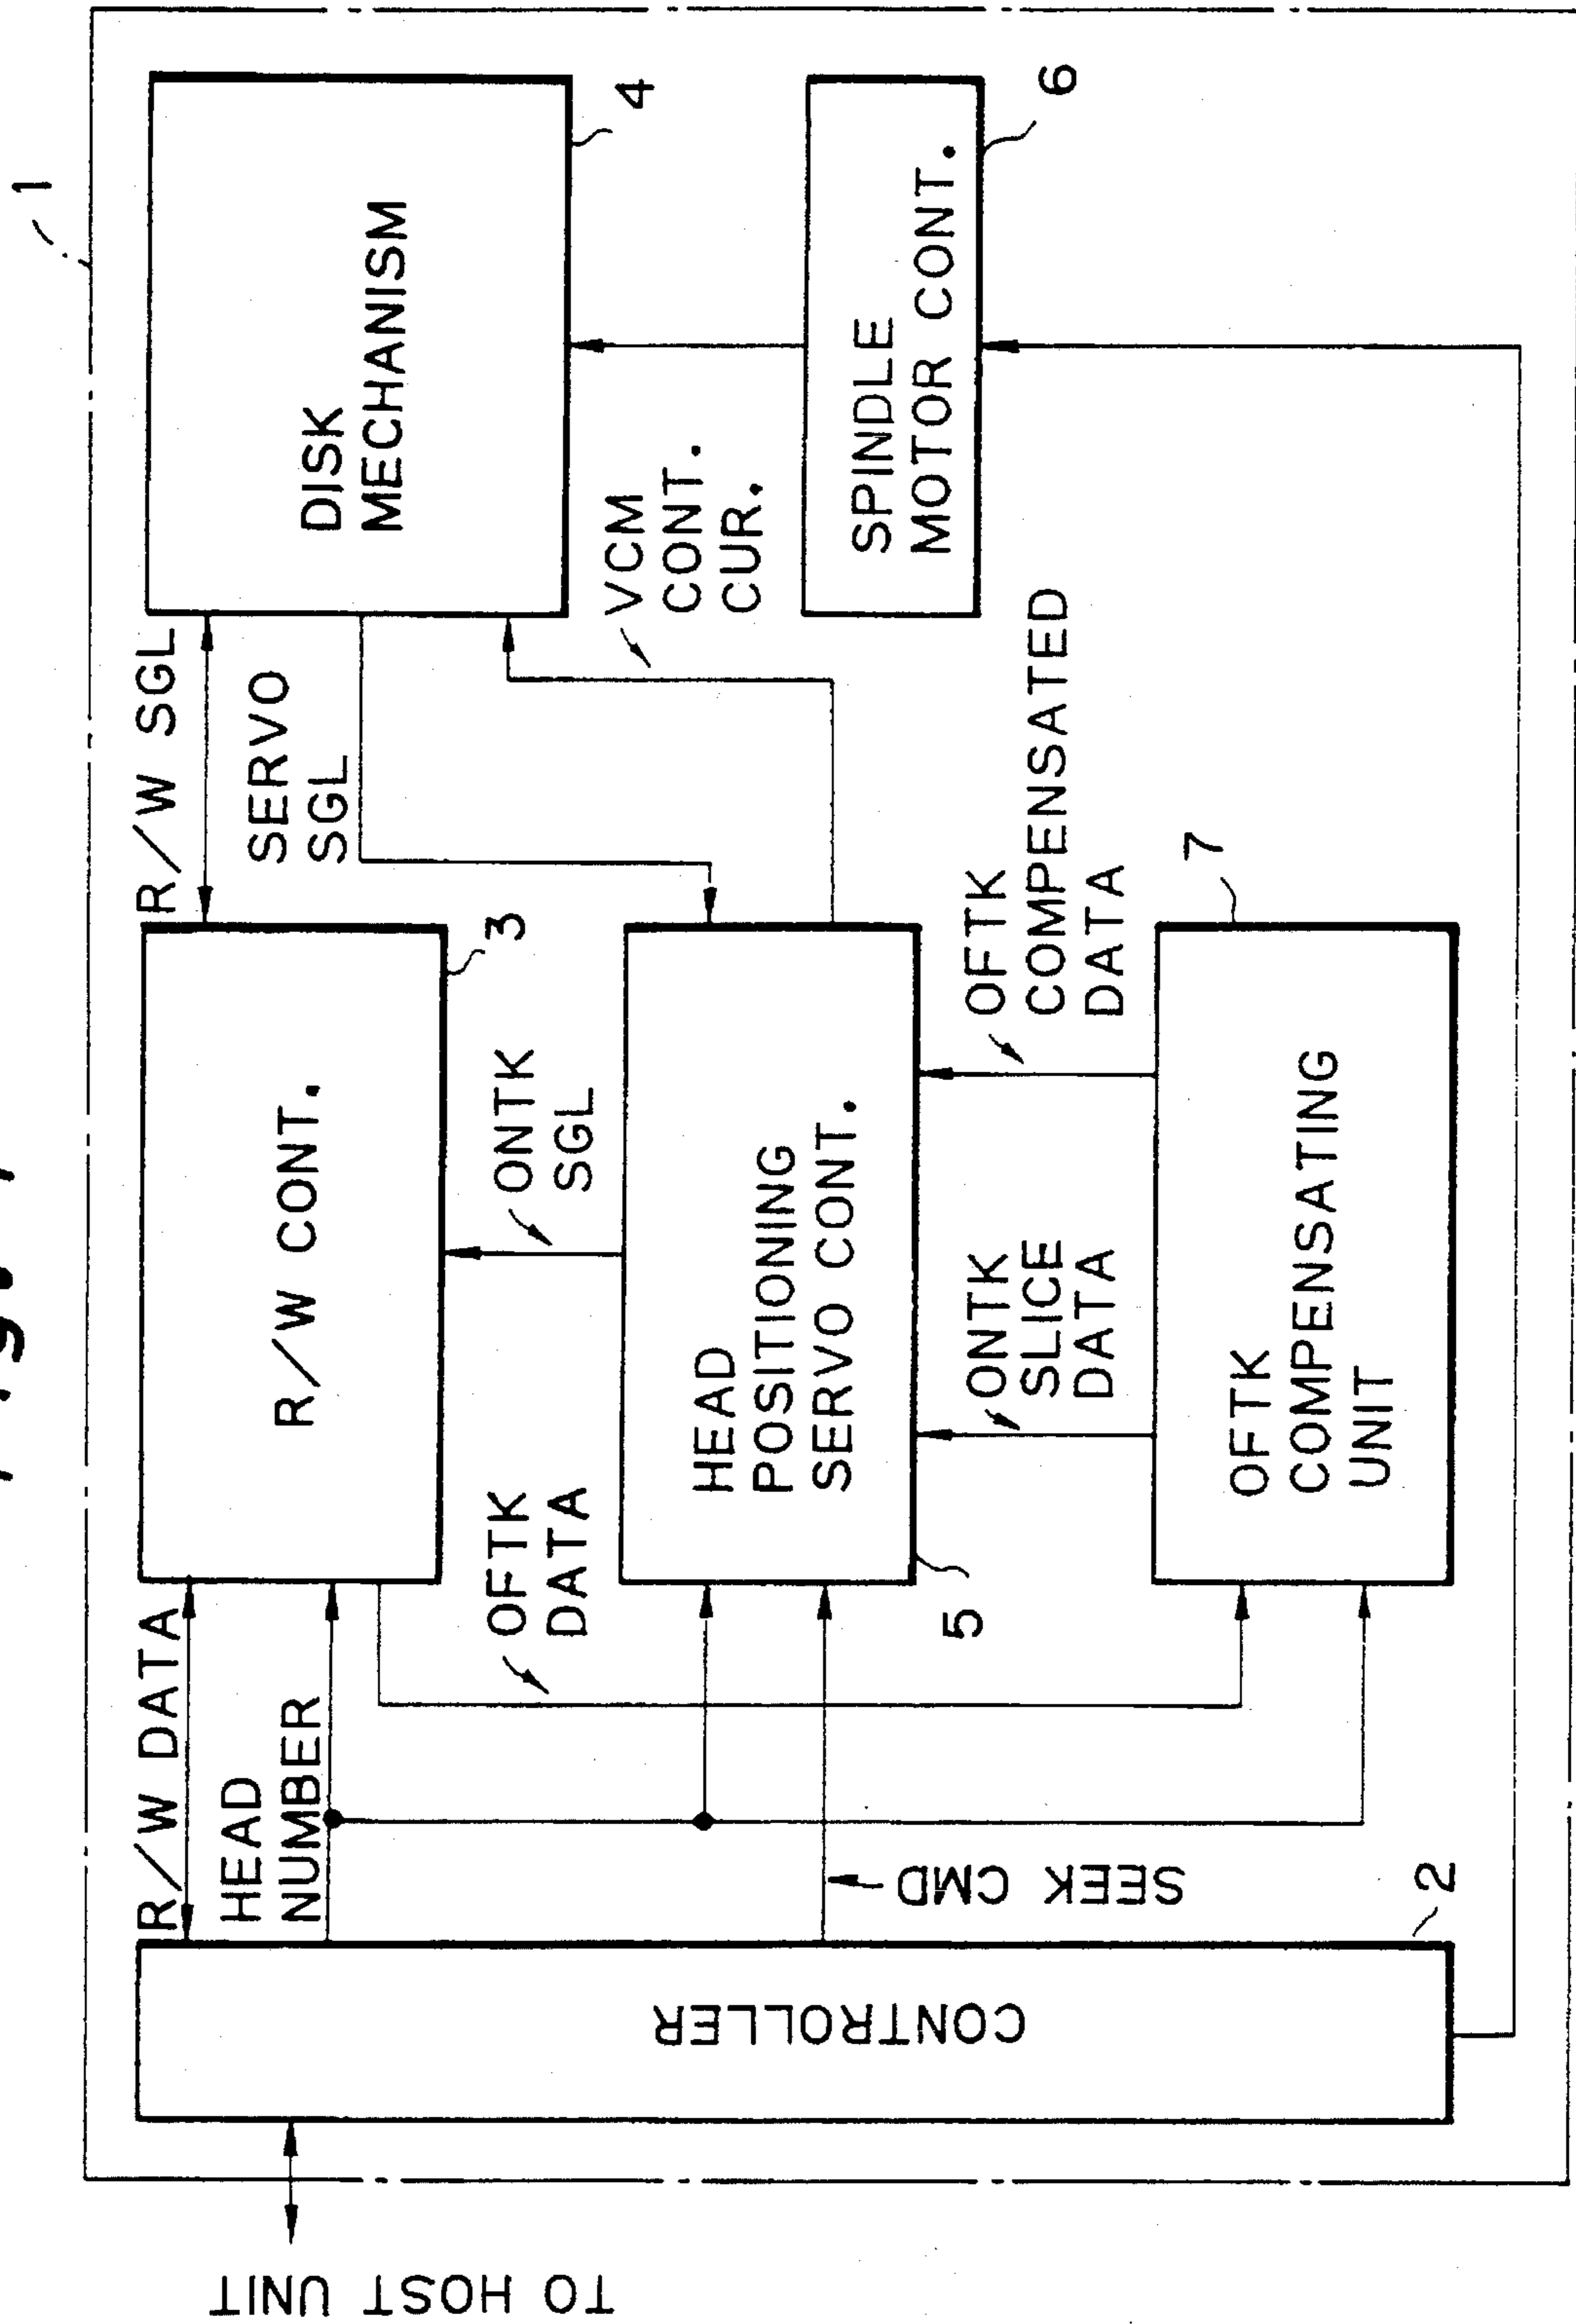 1
TO HOST UNIT
CONTROLLER
2
R/W DATA
HEAD
NUMBER
SEEK CMD
OFTK
DATA
R/W CONT.
3
ONTK
SGL
HEAD
POSITIONING
SERVO CONT.
5
ONTK
SLICE
DATA
OFTK
COMPENSATED
DATA
OFTK
COMPENSATING
UNIT
7
R/W SGL
SERVO
SGL
VCM
CONT.
CUR.
DISK
MECHANISM
4
SPINDLE
MOTOR CONT.
6